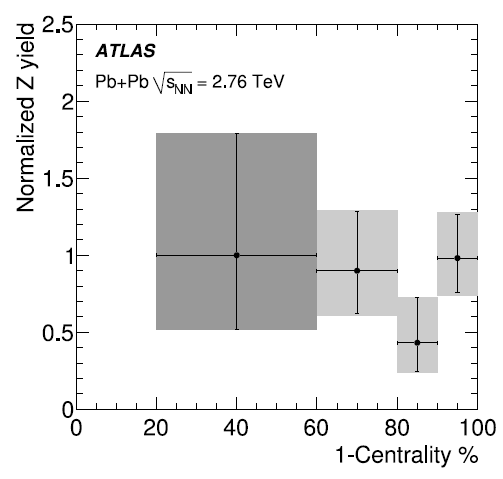 Normalized Z yield
2.5
2
1.5
1
0.5
0
ATLAS
Pb+Pb √sNN = 2.76 TeV
0 20 40 60 80 100
1-Centrality %